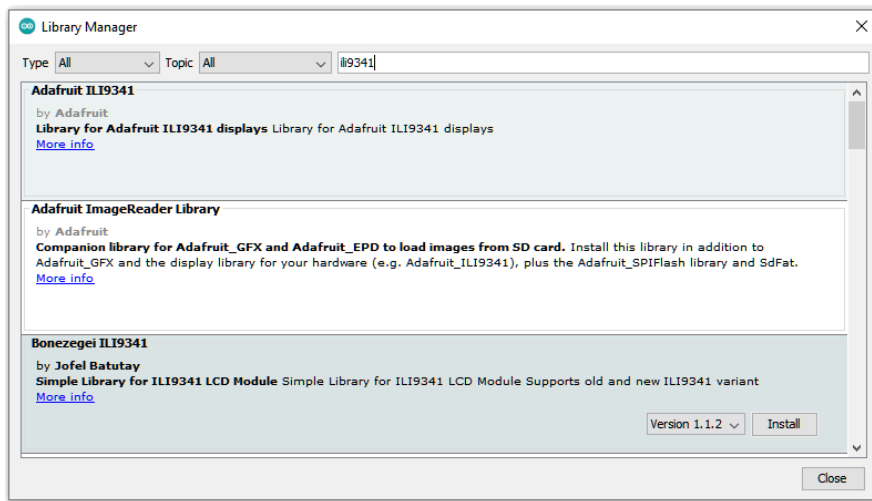 Library Manager
Type All Topic All ili9341
Adafruit ILI9341
by Adafruit
Library for Adafruit ILI9341 displays Library for Adafruit ILI9341 displays
More info
Adafruit ImageReader Library
by Adafruit
Companion library for Adafruit_GFX and Adafruit_EPD to load images from SD card. Install this library in addition to
Adafruit_GFX and the display library for your hardware (e.g. Adafruit_ILI9341), plus the Adafruit_SPIFlash library and SdFat.
More info
Bonezegei ILI9341
by Jofel Batutay
Simple Library for ILI9341 LCD Module Simple Library for ILI9341 LCD Module Supports old and new ILI9341 variant
More info
Version 1.1.2 Install
Close